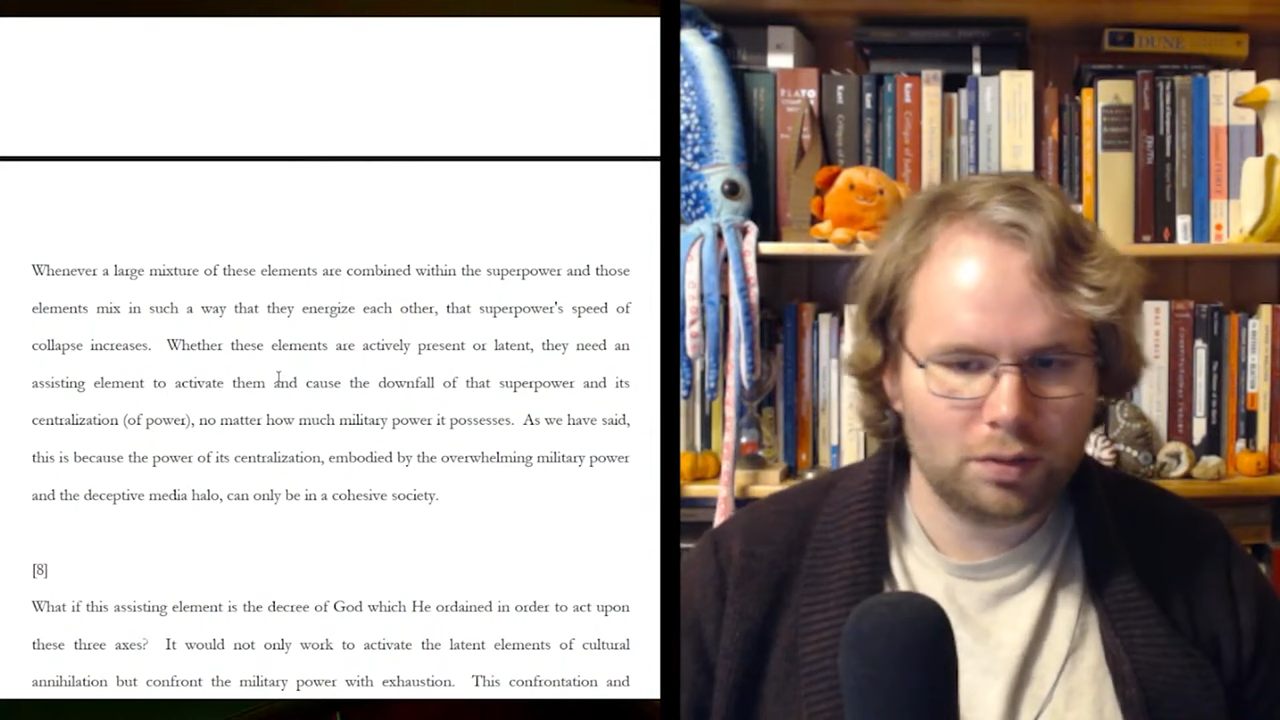 Whenever a large mixture of these elements are combined within the superpower and those
elements mix in such a way that they energize each other, that superpower's speed of
collapse increases.  Whether these elements are actively present or latent, they need an
assisting element to activate them and cause the downfall of that superpower and its
centralization (of power), no matter how much military power it possesses.  As we have said,
this is because the power of its centralization, embodied by the overwhelming military power
and the deceptive media halo, can only be in a cohesive society.
[8]
What if this assisting element is the decree of God which He ordained in order to act upon
these three axes?  It would not only work to activate the latent elements of cultural
annihilation but confront the military power with exhaustion.  This confrontation and
DUNE
PLATO
Kant
Kant